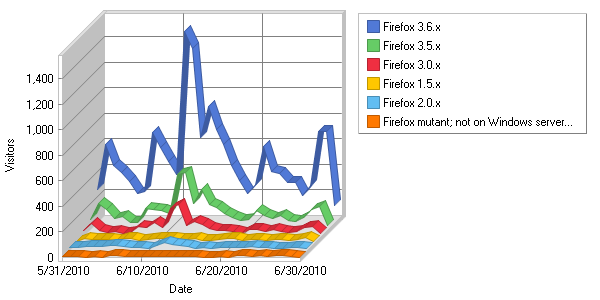 Firefox 3.6.x
Firefox 3.5.x
Firefox 3.0.x
Firefox 1.5.x
Firefox 2.0.x
Firefox mutant; not on Windows server...
Visitors
1,400
1,200
1,000
800
600
400
200
0
5/31/2010 6/10/2010 6/20/2010 6/30/2010
Date